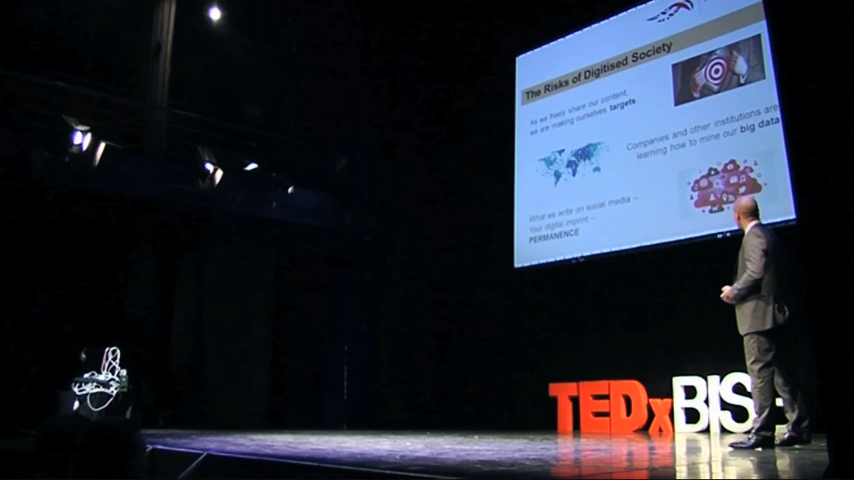 The Risks of Digitised Society
As we freely share our content,
we are making ourselves targets
Companies and other institutions are
learning how to mine our big data
What we write on social media –
Your digital imprint –
PERMANENCE
TEDxBIS